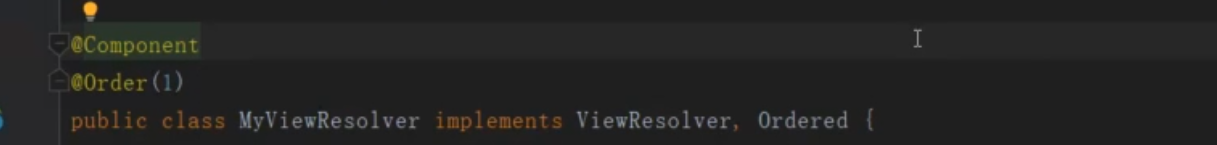 @Component
@Order(1)
public class MyViewResolver implements ViewResolver, Ordered {